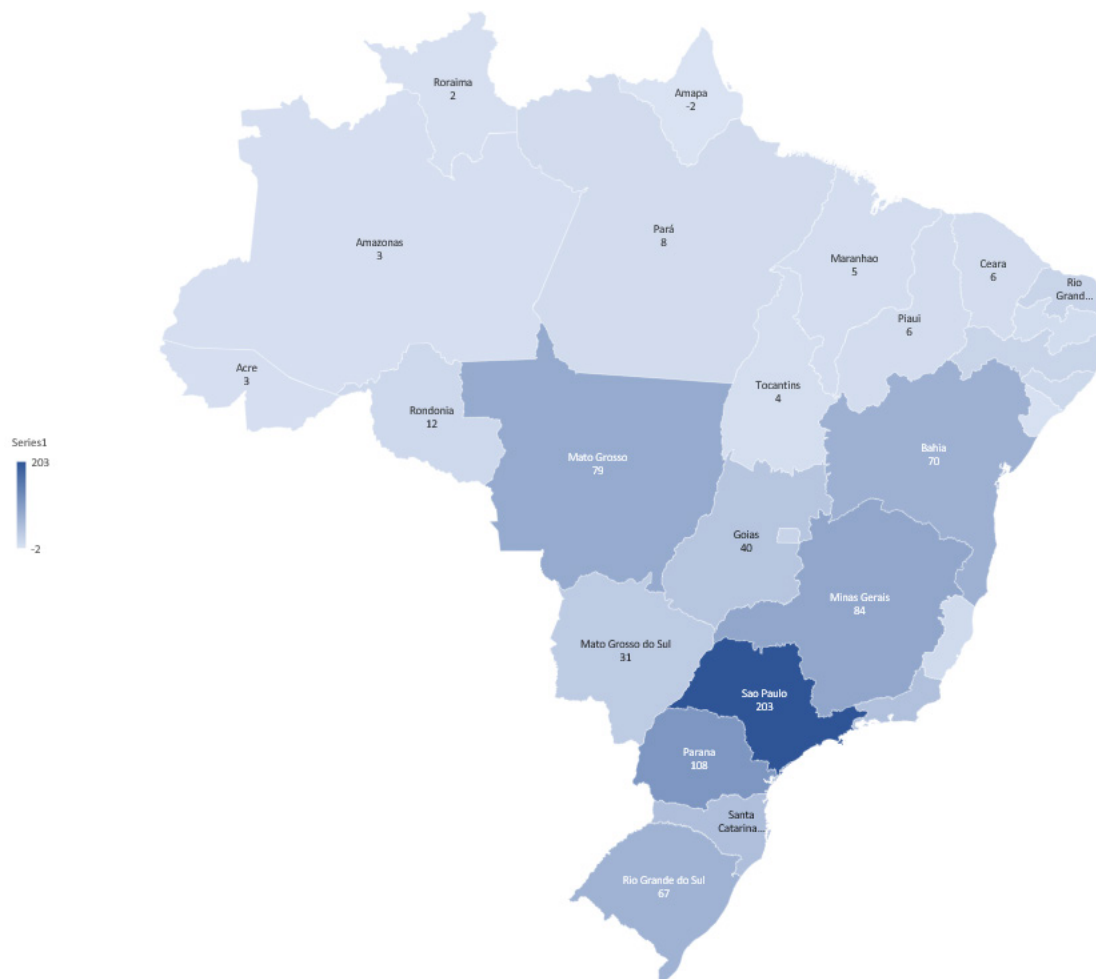 Roraima
2
Amapa
-2
Amazonas
3
Pará
8
Maranhao
5
Ceara
6
Rio
Grand...
Piaui
6
Acre
3
Rondonia
12
Tocantins
4
Series1
203
-2
Mato Grosso
79
Bahia
70
Goias
40
Minas Gerais
84
Mato Grosso do Sul
31
Sao Paulo
203
Parana
108
Santa
Catarina...
Rio Grande do Sul
67